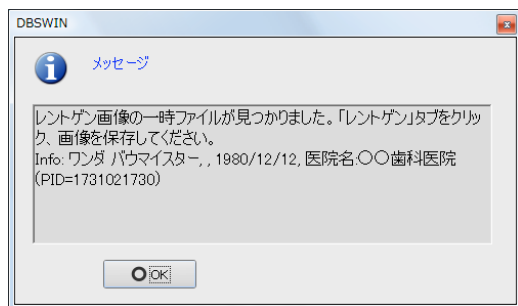 DBSWIN
メッセージ
レントゲン画像の一時ファイルが見つかりました。「レントゲン」タブをクリッ
ク、画像を保存してください。
Info: ワンダ バウマイスター, , 1980/12/12, 医院名:〇〇歯科医院
(PID=1731021730)
OK